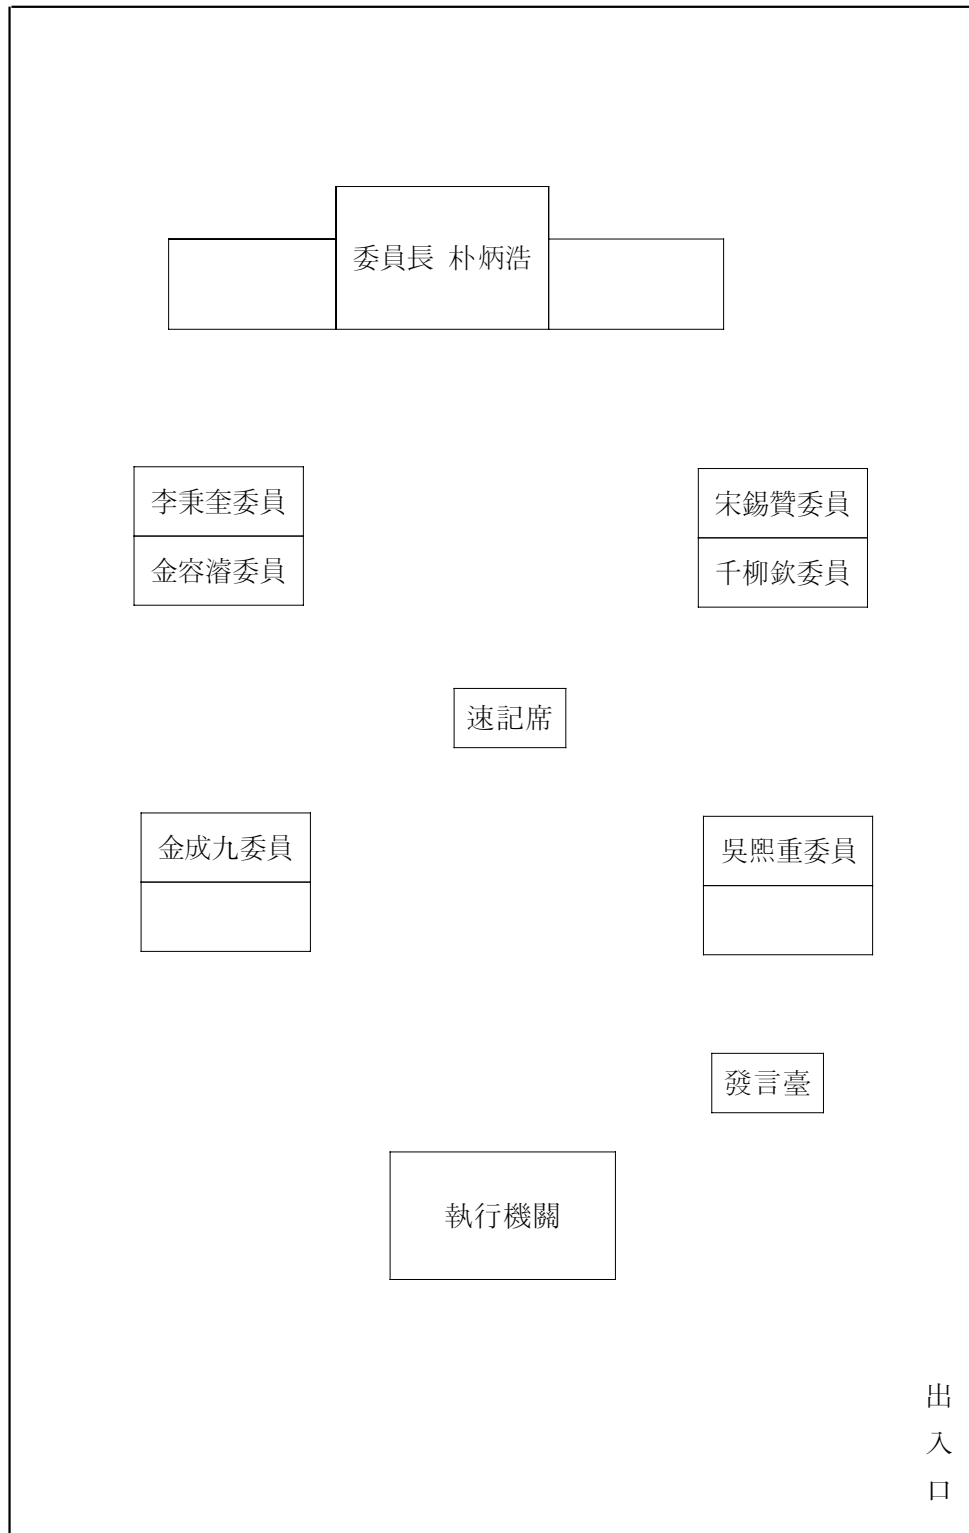 委員長 朴炳浩
李秉奎委員
宋錫贊委員
金容濬委員
千柳欽委員
速記席
金成九委員
吳熙重委員
發言臺
執行機關
出
入
口